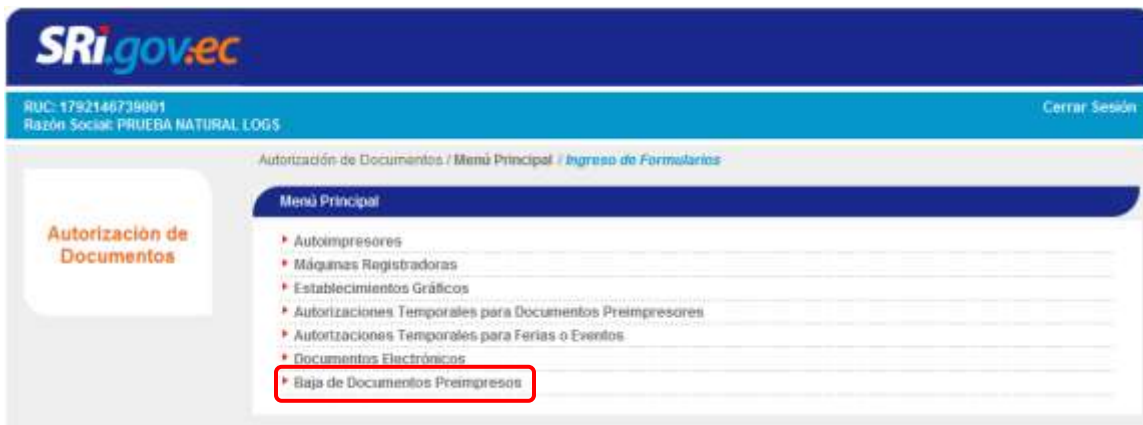 SRi.gov.ec
RUC: 1792146739001
Cerrar Sesión
Razón Social: PRUEBA NATURAL LOGS
Autorización de Documentos / Menú Principal / Ingreso de Formularios
Menú Principal
Autorización de
Documentos
Autoimpresores
Máquinas Registradoras
Establecimientos Gráficos
Autorizaciones Temporales para Documentos Preimpresores
Autorizaciones Temporales para Ferias o Eventos
Documentos Electrónicos
Baja de Documentos Preimpresos